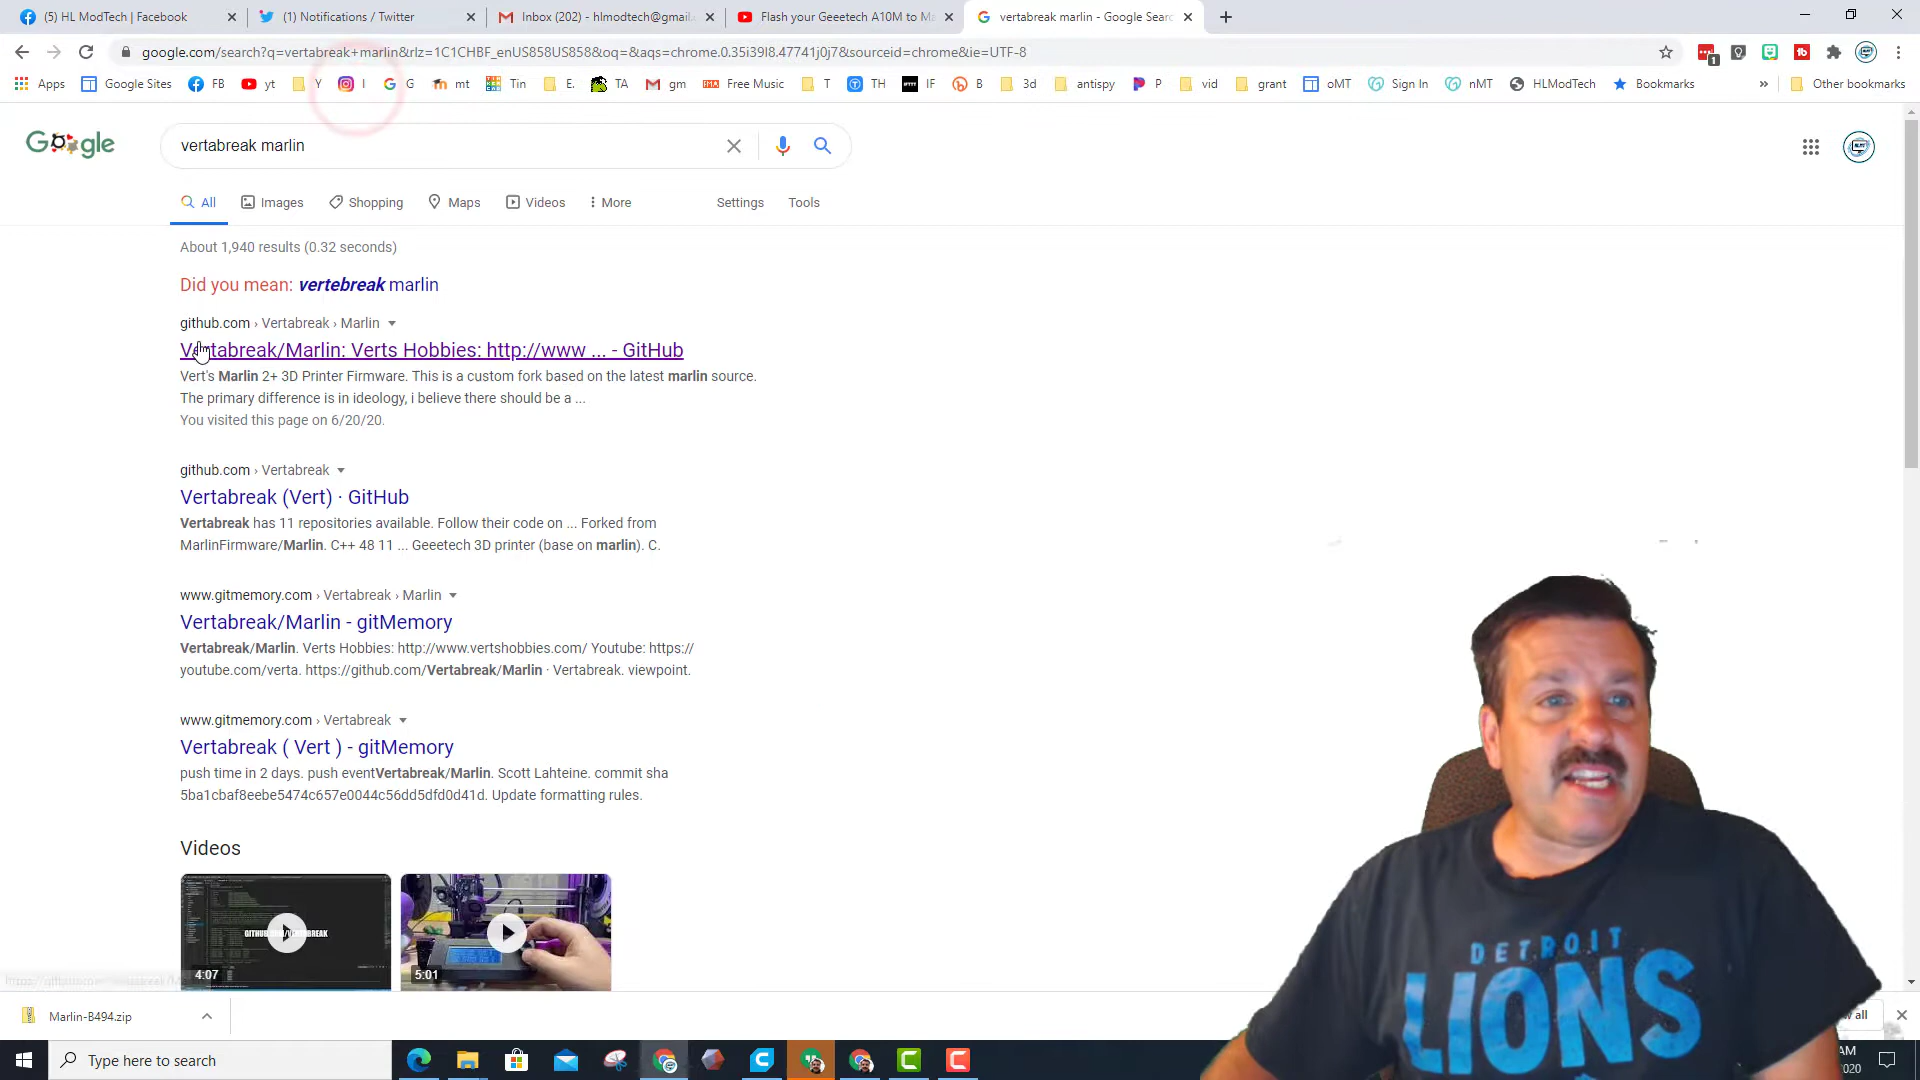 (5) HL ModTech | Facebook
(1) Notifications / Twitter
Inbox (202) - hlmodtech@gmail.
Flash your Geeetech A10M to Ma
vertabreak marlin - Google Sear
google.com/search?q=vertabreak+marlin&rlz=1C1CHBF_enUS858US858&oq=&aqs=chrome.0.35i39l8.47741j0j7&sourceid=chrome&ie=UTF-8
Apps Google Sites FB yt Y I G mt Tin E. TA gm Free Music T TH IF B 3d antispy P vid grant oMT Sign In nMT HLModTech Bookmarks » Other bookmarks
Google
vertabreak marlin
All Images Shopping Maps Videos More Settings Tools
About 1,940 results (0.32 seconds)
Did you mean: vertebreak marlin
github.com › Vertabreak › Marlin
Vertabreak/Marlin: Verts Hobbies: http://www ... - GitHub
Vert's Marlin 2+ 3D Printer Firmware. This is a custom fork based on the latest marlin source.
The primary difference is in ideology, i believe there should be a ...
You visited this page on 6/20/20.
github.com › Vertabreak
Vertabreak (Vert) · GitHub
Vertabreak has 11 repositories available. Follow their code on ... Forked from
MarlinFirmware/Marlin. C++ 48 11 ... Geeetech 3D printer (base on marlin). C.
www.gitmemory.com › Vertabreak › Marlin
Vertabreak/Marlin - gitMemory
Vertabreak/Marlin. Verts Hobbies: http://www.vertshobbies.com/ Youtube: https://
youtube.com/verta. https://github.com/Vertabreak/Marlin · Vertabreak. viewpoint.
www.gitmemory.com › Vertabreak
Vertabreak ( Vert ) - gitMemory
push time in 2 days. push eventVertabreak/Marlin. Scott Lahteine. commit sha
5ba1cbaf8eebe5474c657e0044c56dd5dfd0d41d. Update formatting rules.
Videos
GITHUB.COM/VERTABREAK
4:07
5:01
DETROIT
LIONS
Marlin-B494.zip
all
Type here to search
AM
2020